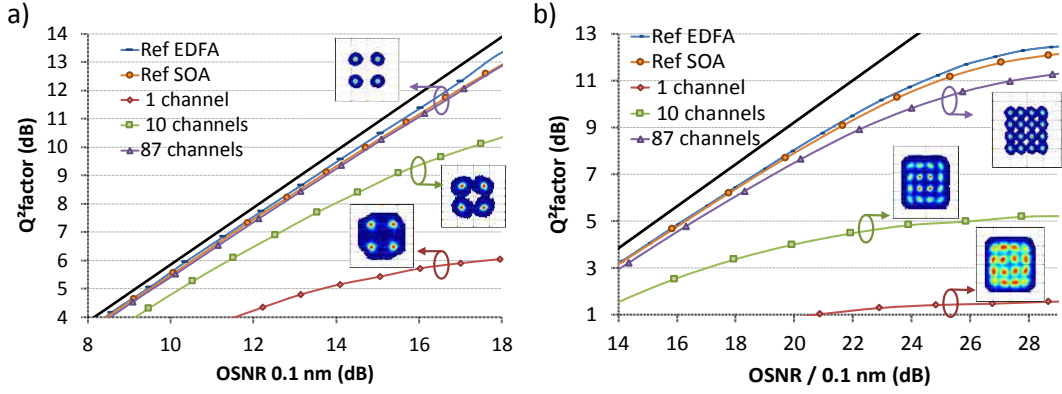 a)
14
13
12
11
10
9
8
7
6
5
4
Q²factor (dB)
Ref EDFA
Ref SOA
1 channel
10 channels
87 channels
8
10
12
14
16
18
OSNR 0.1 nm (dB)
b)
13
11
9
7
5
3
1
Q²factor (dB)
Ref EDFA
Ref SOA
1 channel
10 channels
87 channels
14
16
18
20
22
24
26
28
OSNR / 0.1 nm (dB)